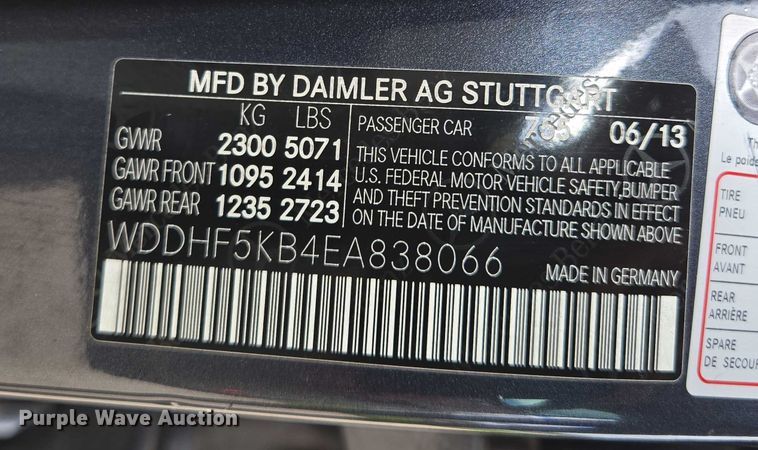 MFD BY DAIMLER AG STUTTGART
KG LBS
GVWR 2300 5071
GAWR FRONT 1095 2414
GAWR REAR 1235 2723
PASSENGER CAR 06/13
THIS VEHICLE CONFORMS TO ALL APPLICABLE
U.S. FEDERAL MOTOR VEHICLE SAFETY,BUMPER
AND THEFT PREVENTION STANDARDS IN EFFECT
ON THE DATE OF MANUFACTURE SHOWN ABOVE.
WDDHF5KB4EA838066
MADE IN GERMANY
Le poids
TIRE
PNEU
FRONT
AVANT
REAR
ARRIÈRE
SPARE
DE SECOUR
Purple Wave Auction